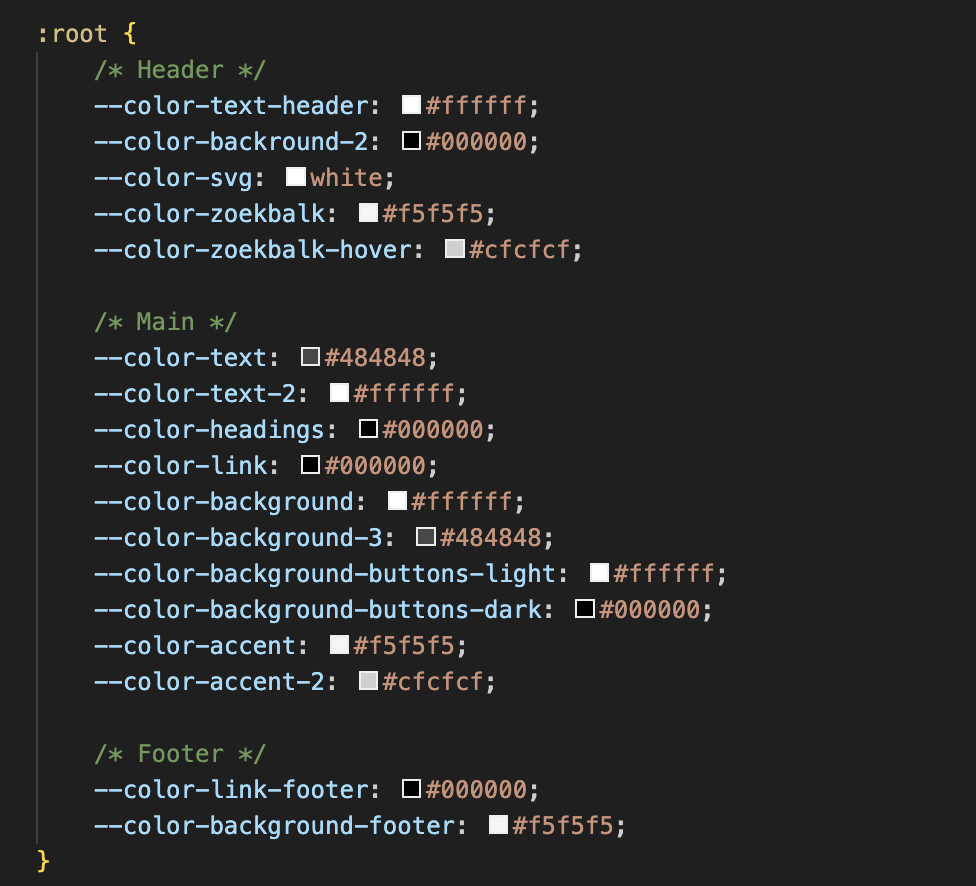 :root {
/* Header */
--color-text-header: #ffffff;
--color-backround-2: #000000;
--color-svg: white;
--color-zoekbalk: #f5f5f5;
--color-zoekbalk-hover: #cfcfcf;
/* Main */
--color-text: #484848;
--color-text-2: #ffffff;
--color-headings: #000000;
--color-link: #000000;
--color-background: #ffffff;
--color-background-3: #484848;
--color-background-buttons-light: #ffffff;
--color-background-buttons-dark: #000000;
--color-accent: #f5f5f5;
--color-accent-2: #cfcfcf;
/* Footer */
--color-link-footer: #000000;
--color-background-footer: #f5f5f5;
}